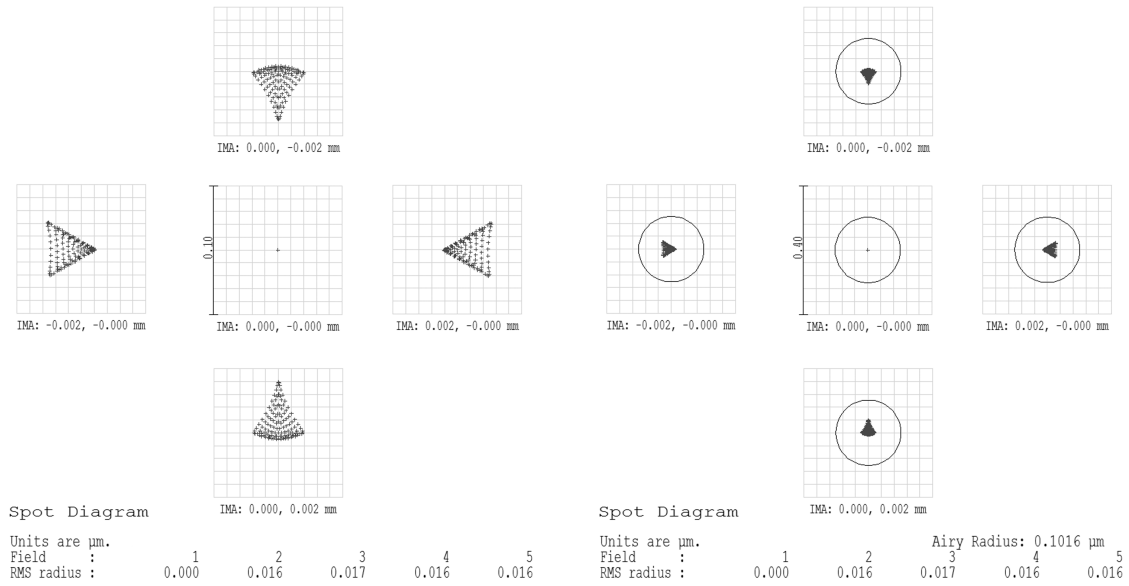 IMA: 0.000, -0.002 mm
0.10
IMA: -0.002, -0.000 mm
IMA: 0.000, -0.000 mm
IMA: 0.002, -0.000 mm
IMA: 0.000, 0.002 mm
Spot Diagram
Units are µm.
Field : 1 2 3 4 5
RMS radius : 0.000 0.016 0.017 0.016 0.016
IMA: 0.000, -0.002 mm
0.40
IMA: -0.002, -0.000 mm
IMA: 0.000, -0.000 mm
IMA: 0.002, -0.000 mm
IMA: 0.000, 0.002 mm
Spot Diagram
Units are µm. Airy Radius: 0.1016 µm
Field : 1 2 3 4 5
RMS radius : 0.000 0.016 0.017 0.016 0.016